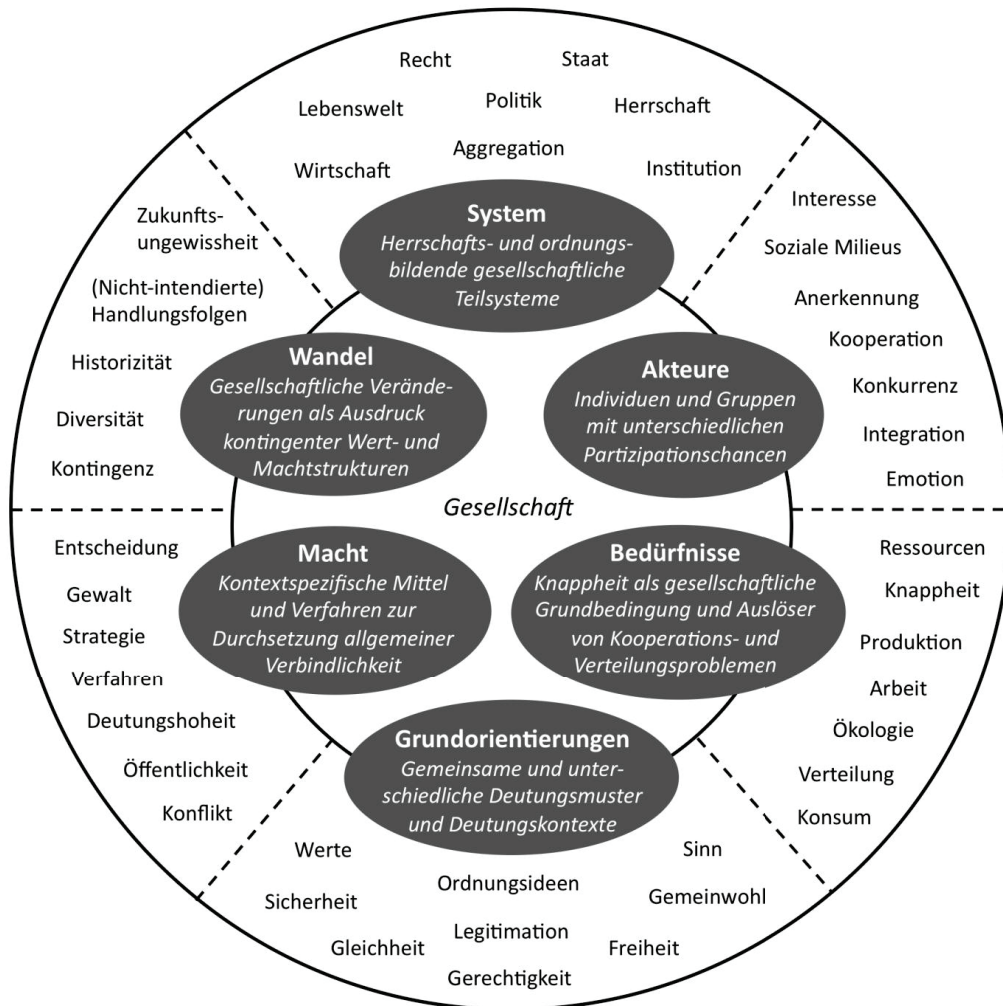 Recht
Staat
Lebenswelt
Politik
Herrschaft
Wirtschaft
Aggregation
Institution
System
Herrschafts- und ordnungs-
bildende gesellschaftliche
Teilsysteme
Interesse
Soziale Milieus
Anerkennung
Kooperation
Konkurrenz
Integration
Emotion
Akteure
Individuen und Gruppen
mit unterschiedlichen
Partizipationschancen
Zukunfts-
ungewissheit
(Nicht-intendierte)
Handlungsfolgen
Historizität
Diversität
Kontingenz
Wandel
Gesellschaftliche Verände-
rungen als Ausdruck
kontingenter Wert- und
Machtstrukturen
Gesellschaft
Entscheidung
Gewalt
Strategie
Verfahren
Deutungshoheit
Öffentlichkeit
Konflikt
Macht
Kontextspezifische Mittel
und Verfahren zur
Durchsetzung allgemeiner
Verbindlichkeit
Bedürfnisse
Knappheit als gesellschaftliche
Grundbedingung und Auslöser
von Kooperations- und
Verteilungsproblemen
Ressourcen
Knappheit
Produktion
Arbeit
Ökologie
Verteilung
Konsum
Grundorientierungen
Gemeinsame und unter-
schiedliche Deutungsmuster
und Deutungskontexte
Werte
Sinn
Sicherheit
Ordnungsideen
Gemeinwohl
Gleichheit
Legitimation
Freiheit
Gerechtigkeit